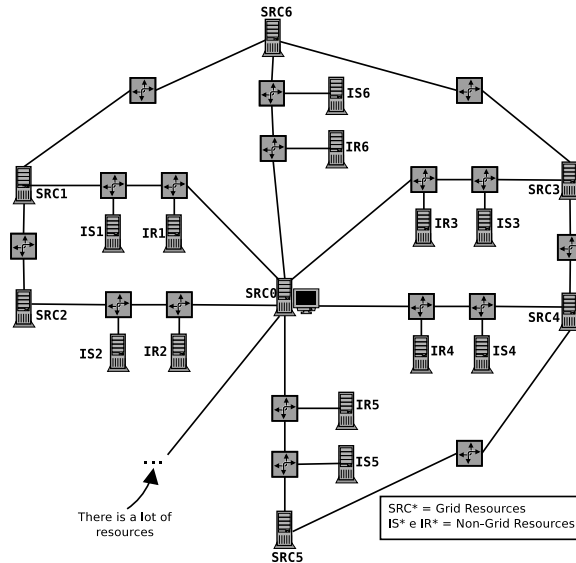 SRC6
IS6
IR6
SRC1
IS1
IR1
IR3
IS3
SRC3
SRC0
SRC2
IS2
IR2
IR4
IS4
SRC4
IR5
IS5
SRC5
...
There is a lot of
resources
SRC* = Grid Resources
IS* e IR* = Non-Grid Resources